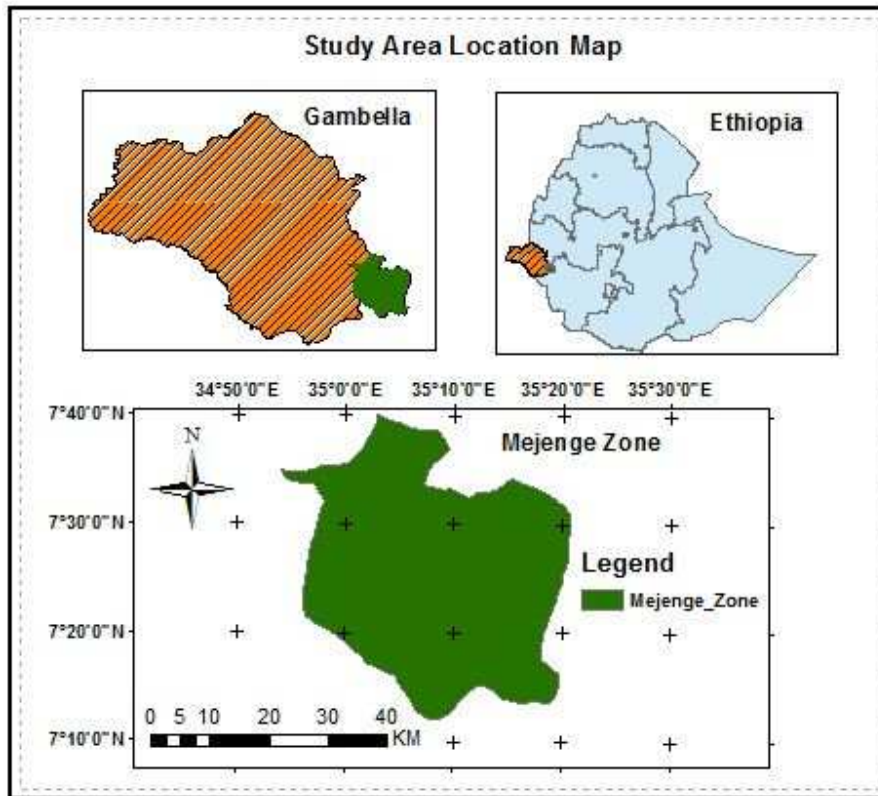 Study Area Location Map
Gambella
Ethiopia
34°50'0"E 35°0'0"E 35°10'0"E 35°20'0"E 35°30'0"E
7°40'0"N
Mejenge Zone
N
7°30'0"N
Legend
Mejenge_Zone
7°20'0"N
0 5 10 20 30 40
KM
7°10'0"N